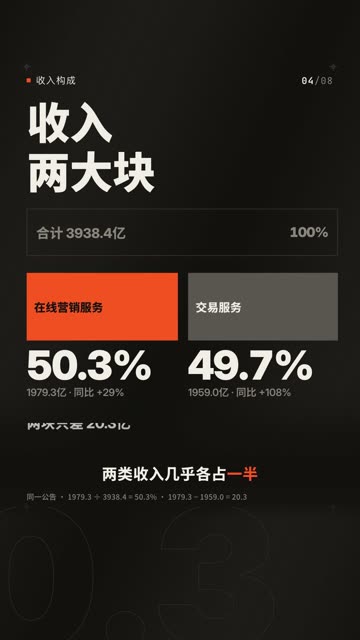 收入构成
04/08
收入
两大块
合计 3938.4亿
100%
在线营销服务
交易服务
50.3%
49.7%
1979.3亿 · 同比 +29%
1959.0亿 · 同比 +108%
两块只差 20.3亿
两类收入几乎各占一半
同一公告 · 1979.3 ÷ 3938.4 = 50.3% · 1979.3 − 1959.0 = 20.3
0.3